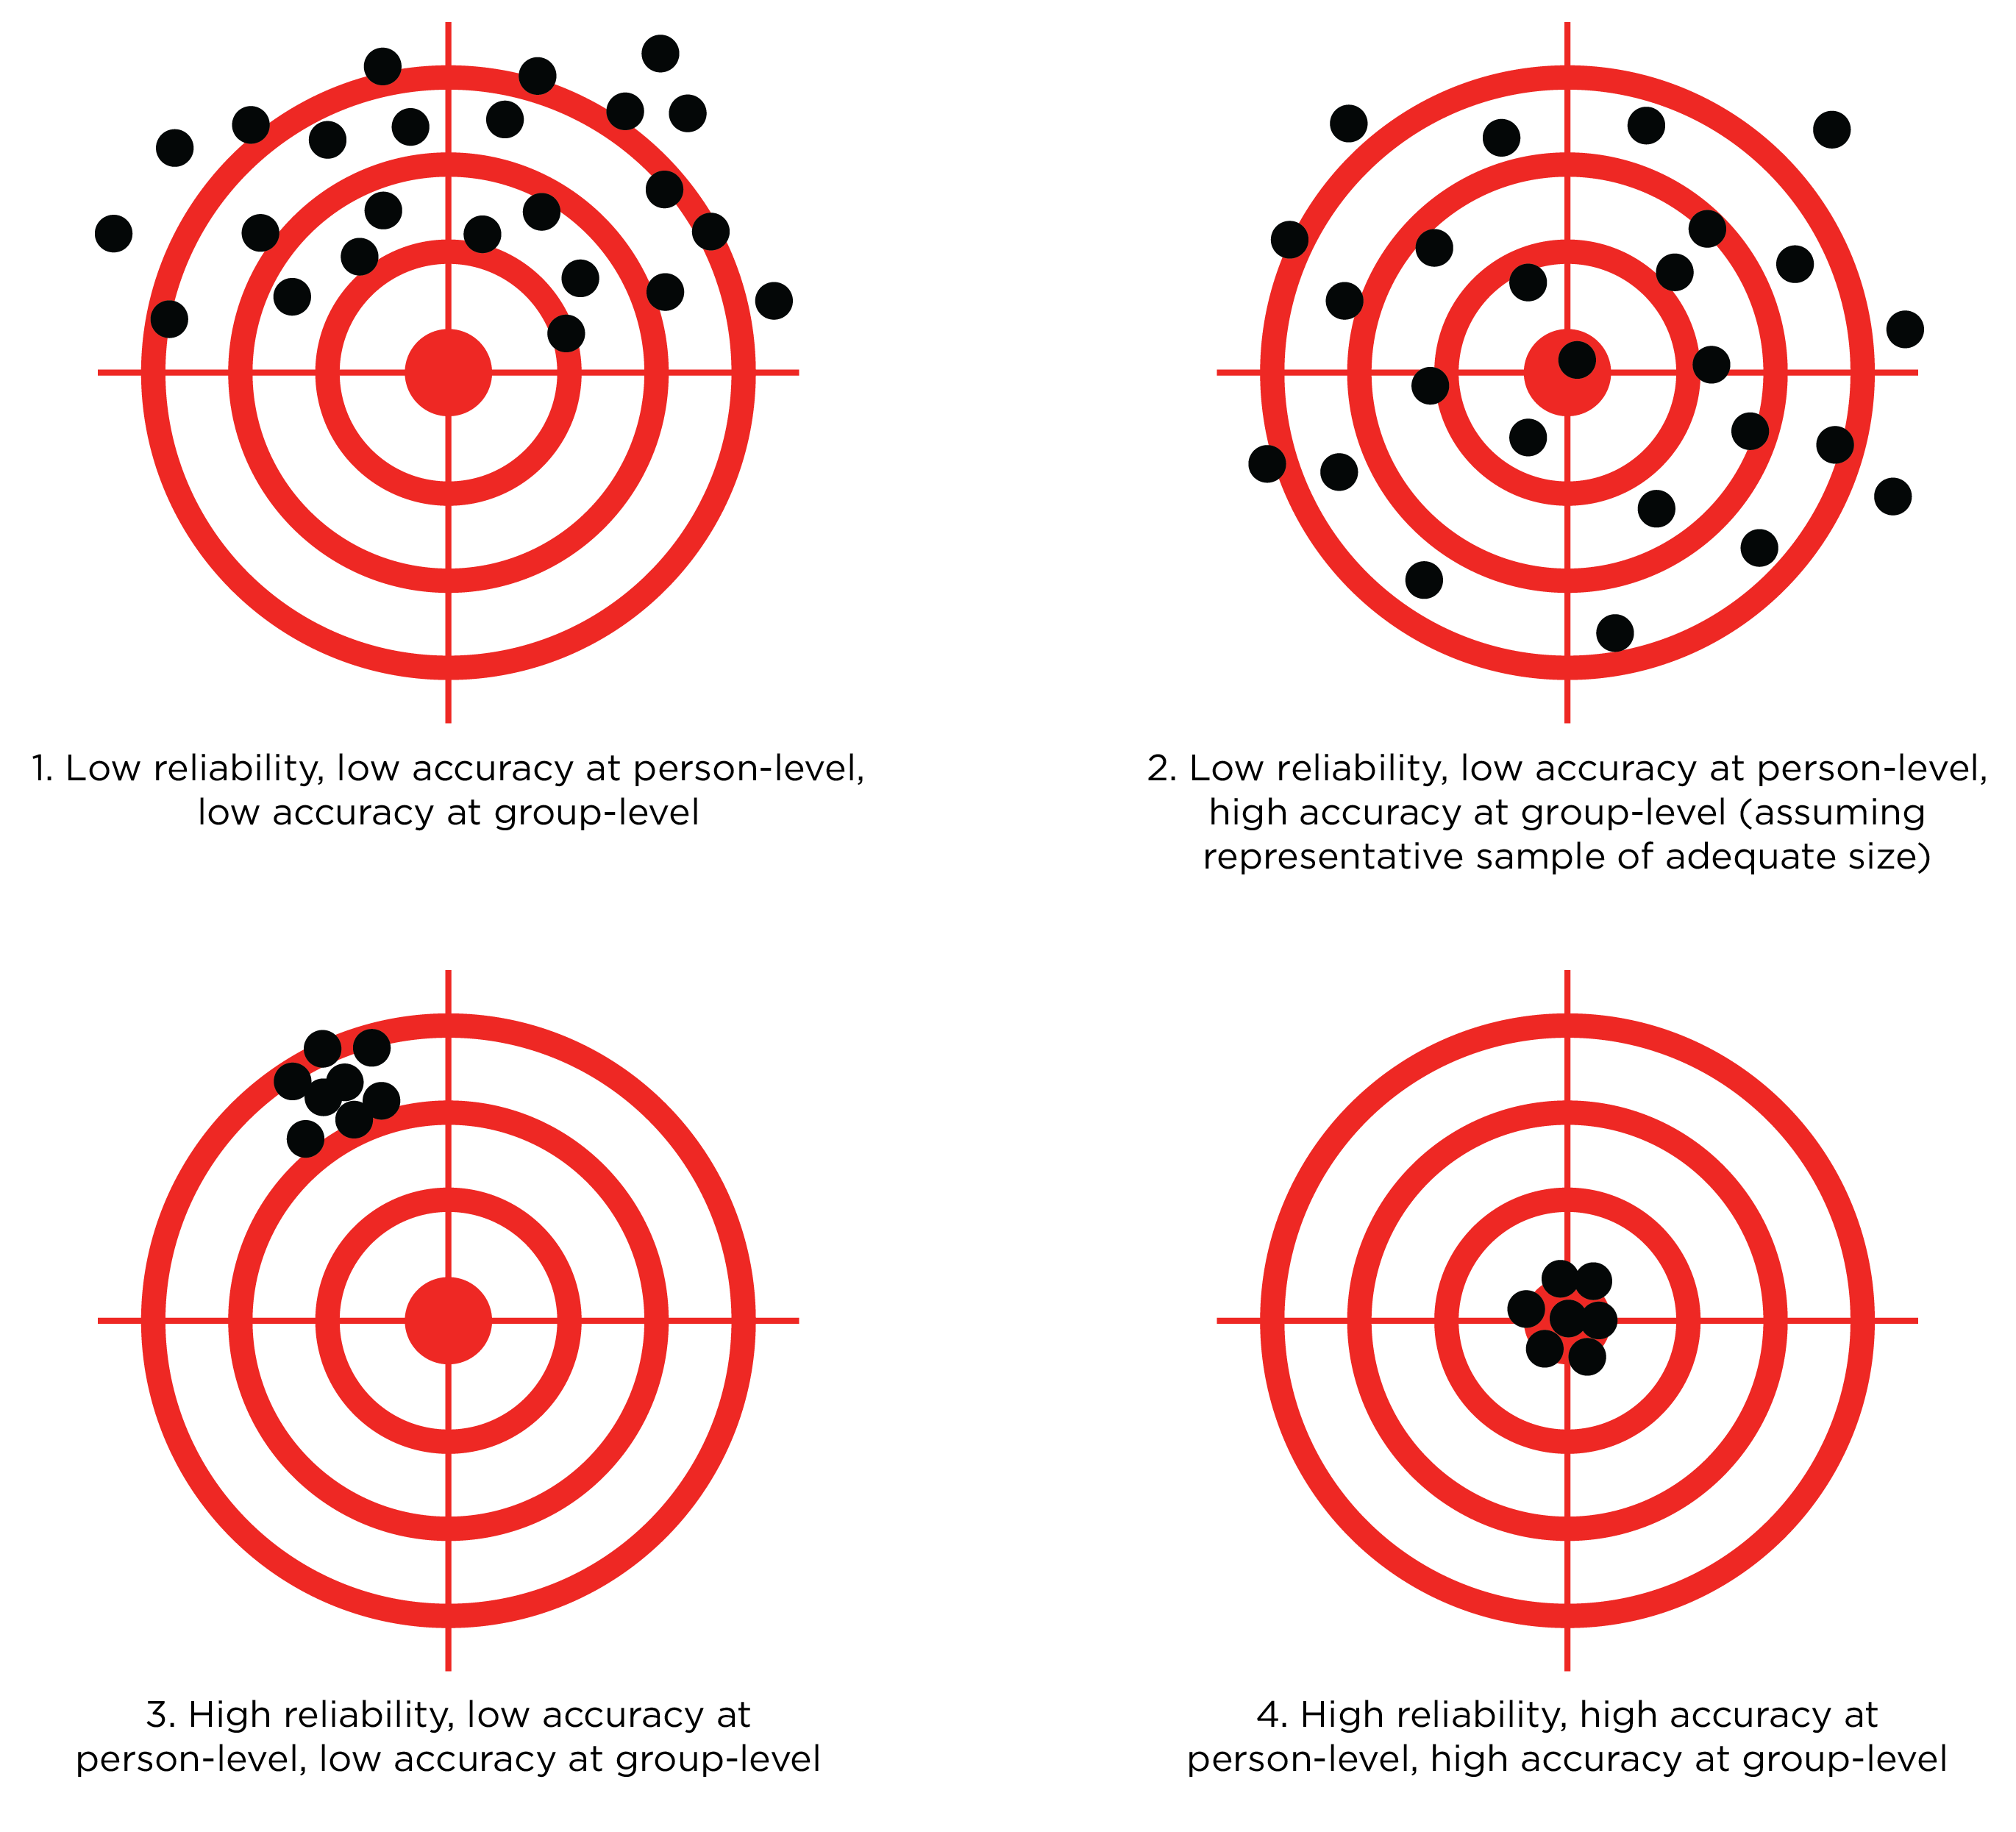 1. Low reliability, low accuracy at person-level,
low accuracy at group-level
2. Low reliability, low accuracy at person-level,
high accuracy at group-level (assuming
representative sample of adequate size)
3. High reliability, low accuracy at
person-level, low accuracy at group-level
4. High reliability, high accuracy at
person-level, high accuracy at group-level